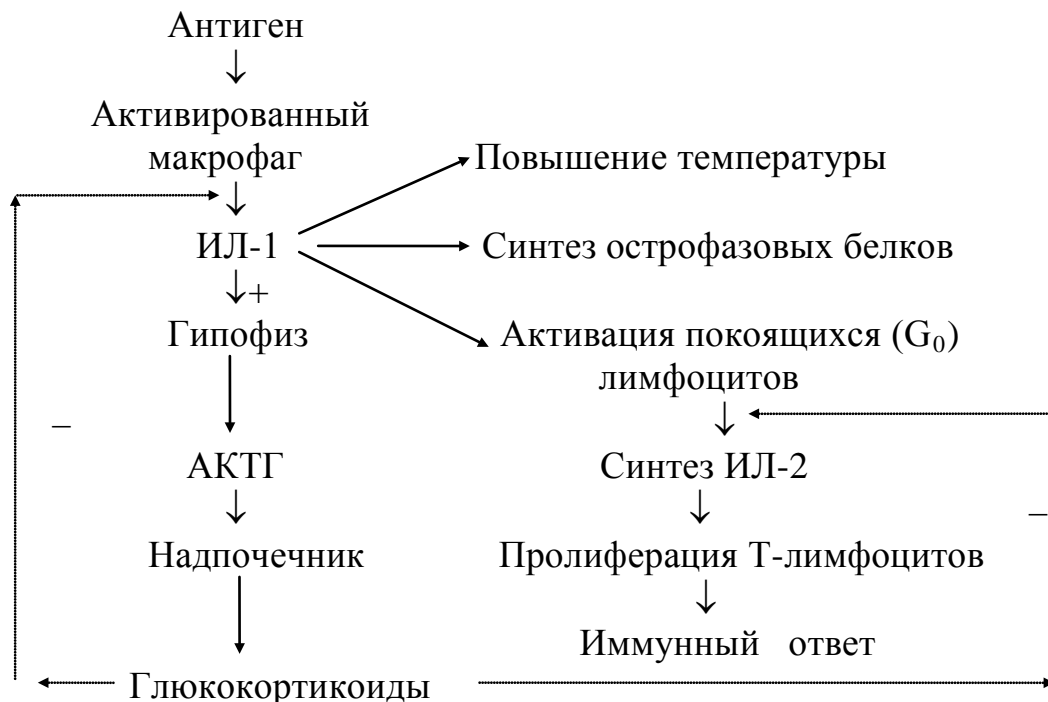 Антиген
↓
Активированный
макрофаг
↓
Повышение температуры
ИЛ-1
Синтез острофазовых белков
↓+
Гипофиз
Активация покоящихся (G₀)
лимфоцитов
↓
–
АКТГ
Синтез ИЛ-2
↓
↓
–
Надпочечник
Пролиферация Т-лимфоцитов
↓
Иммунный ответ
Глюкокортикоиды